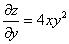 ∂z/∂y = 4xy²